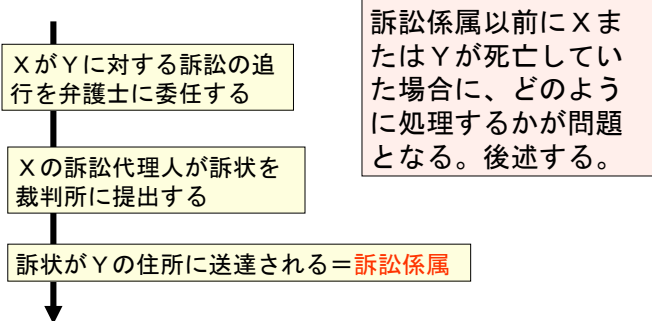 XがYに対する訴訟の追
行を弁護士に委任する
Xの訴訟代理人が訴状を
裁判所に提出する
訴状がYの住所に送達される＝訴訟係属
訴訟係属以前にXま
たはYが死亡してい
た場合に、どのよう
に処理するかが問題
となる。後述する。